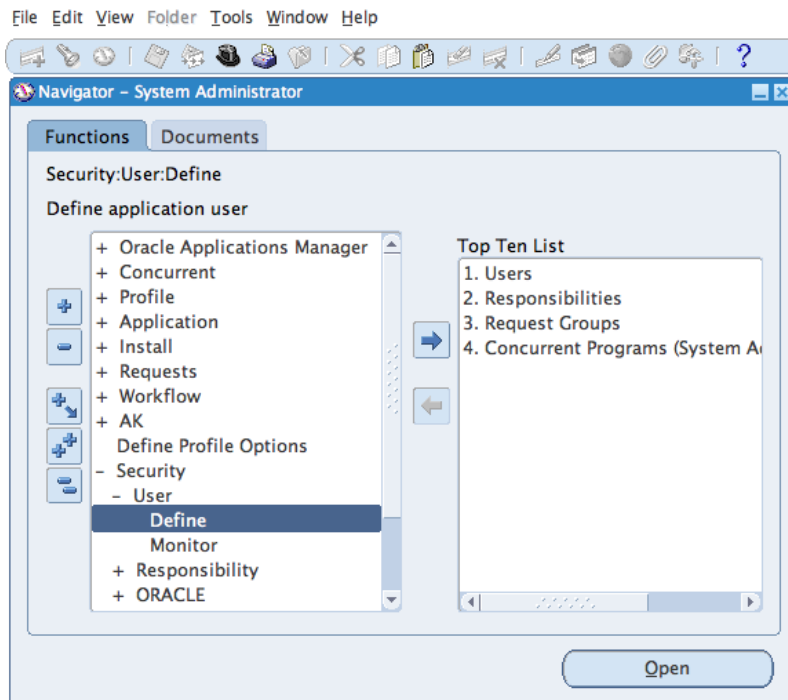 File Edit View Folder Tools Window Help
?
Navigator – System Administrator
Functions Documents
Security:User:Define
Define application user
+ Oracle Applications Manager
+ Concurrent
+ Profile
+ Application
+ Install
+ Requests
+ Workflow
+ AK
Define Profile Options
– Security
– User
Define
Monitor
+ Responsibility
+ ORACLE
Top Ten List
1. Users
2. Responsibilities
3. Request Groups
4. Concurrent Programs (System A
Open